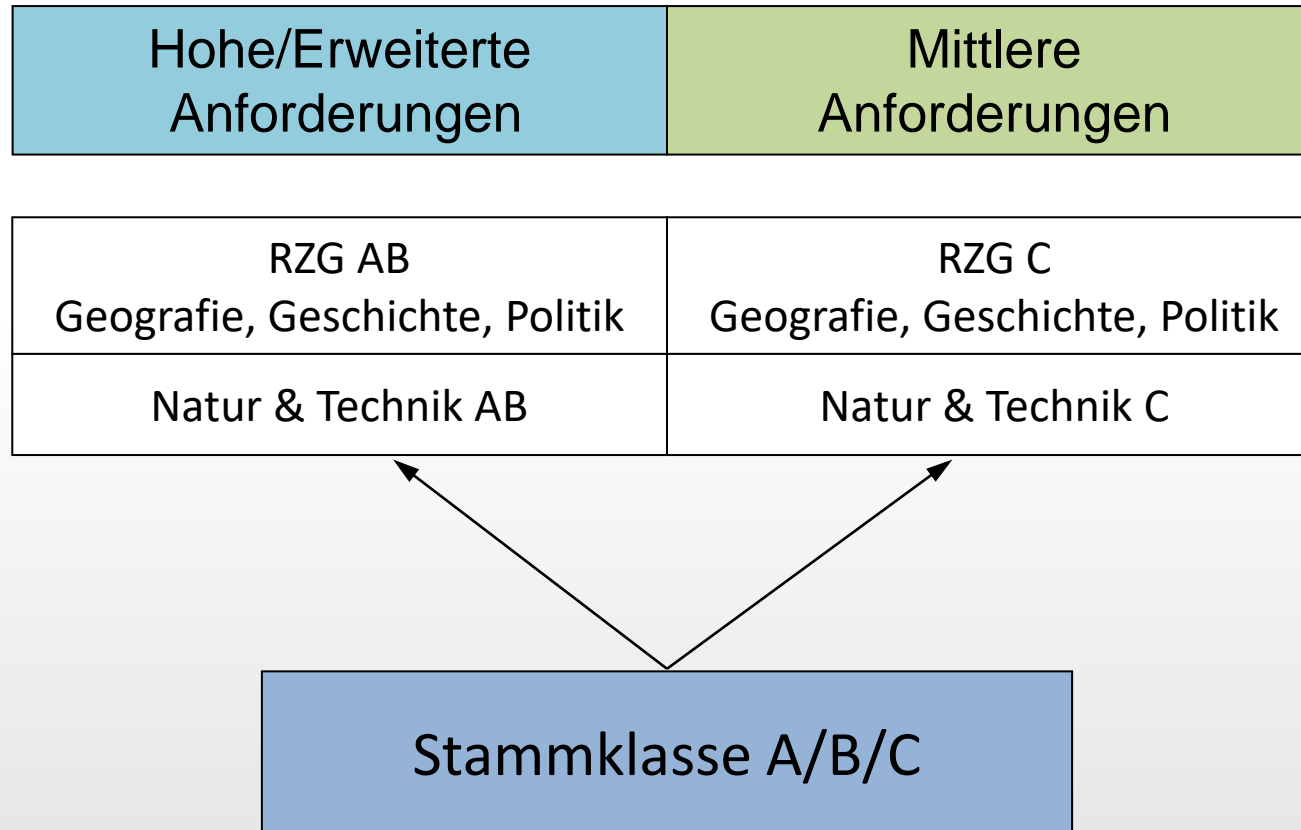 Hohe/Erweiterte
Anforderungen
Mittlere
Anforderungen
RZG AB
Geografie, Geschichte, Politik
RZG C
Geografie, Geschichte, Politik
Natur & Technik AB
Natur & Technik C
Stammklasse A/B/C